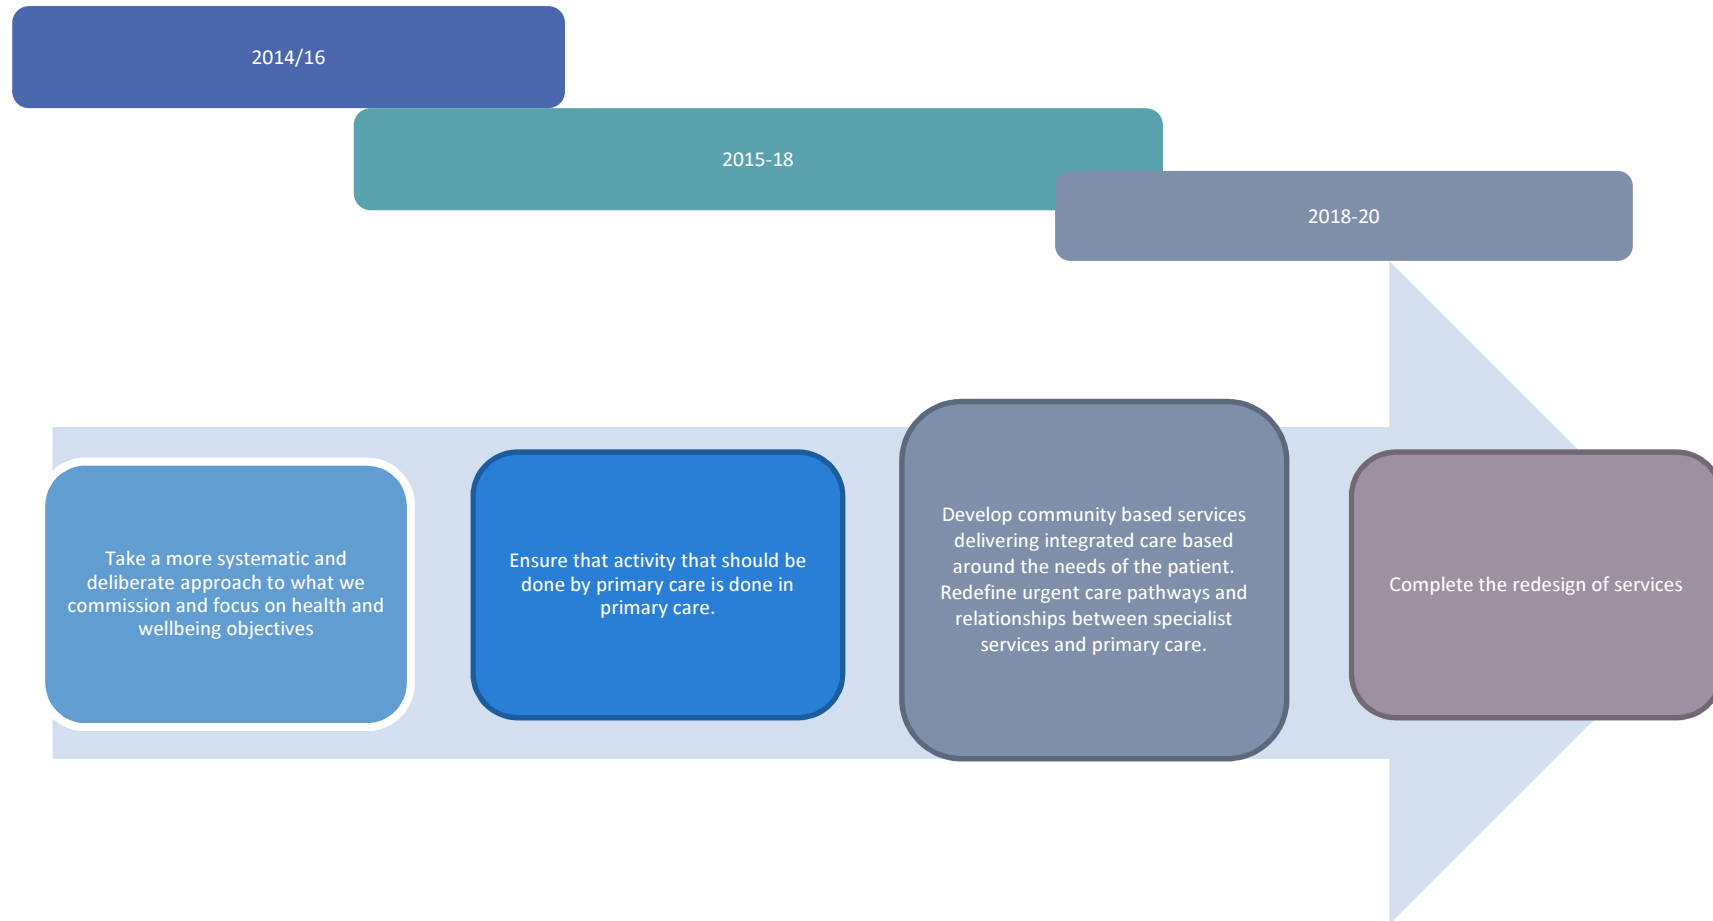 2014/16
2015-18
2018-20
Take a more systematic and
deliberate approach to what we
commission and focus on health and
wellbeing objectives
Ensure that activity that should be
done by primary care is done in
primary care.
Develop community based services
delivering integrated care based
around the needs of the patient.
Redefine urgent care pathways and
relationships between specialist
services and primary care.
Complete the redesign of services